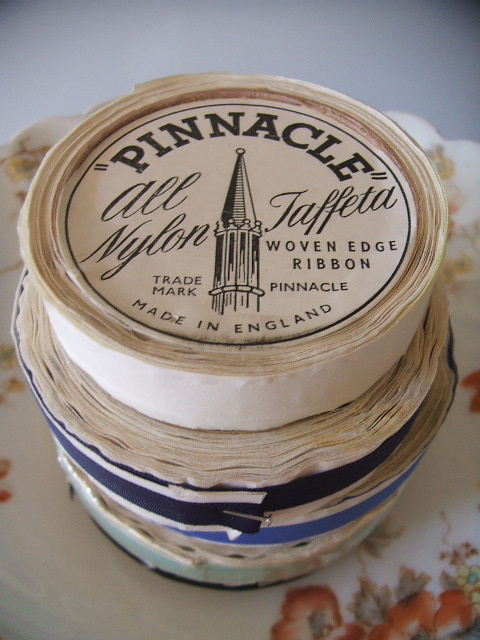 "PINNACLE"
All Nylon Taffeta
WOVEN EDGE
RIBBON
TRADE MARK PINNACLE
MADE IN ENGLAND